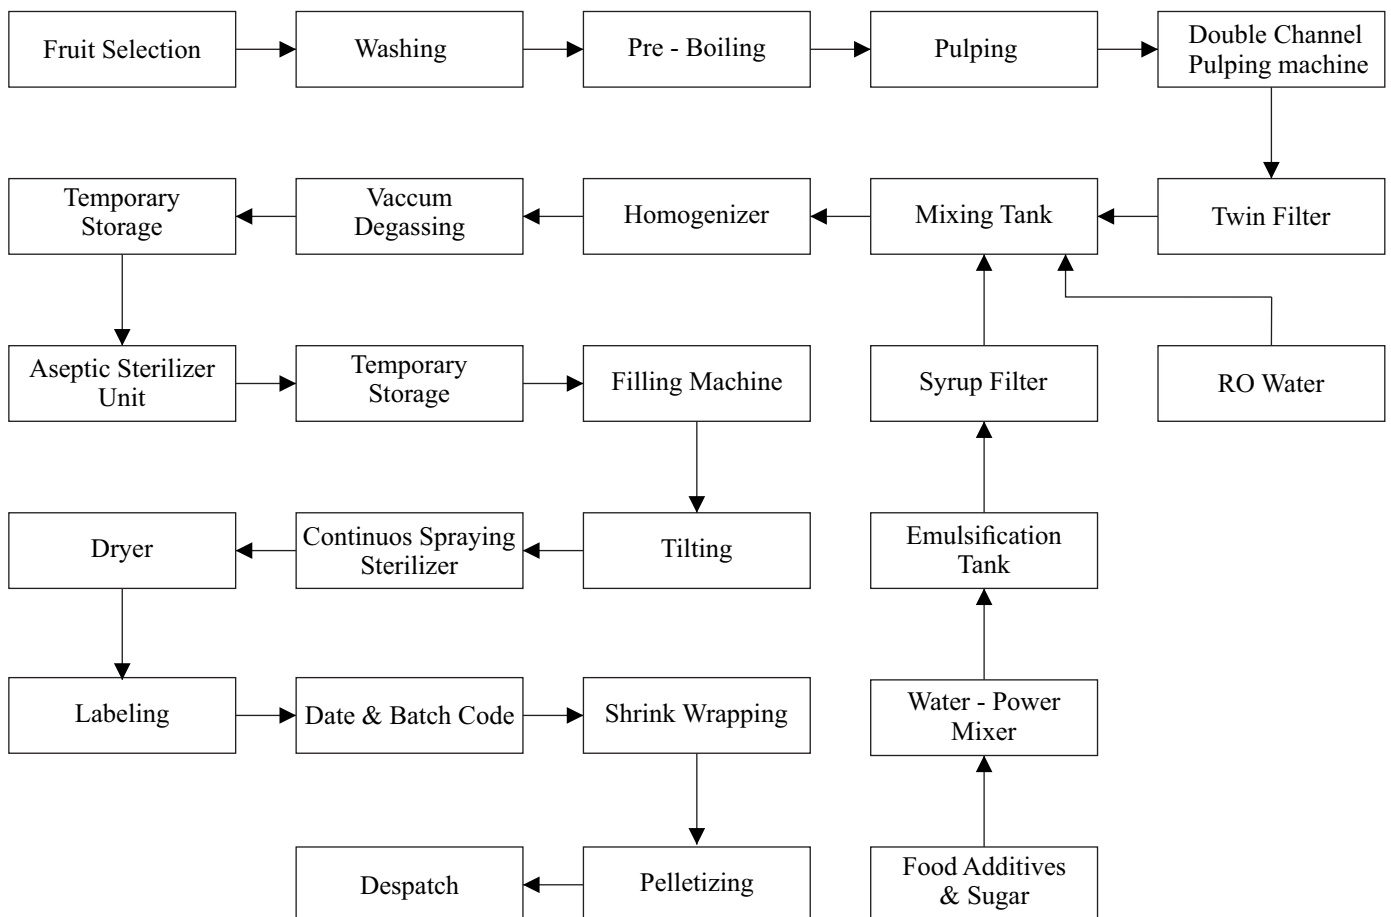 Fruit Selection
Washing
Pre - Boiling
Pulping
Double Channel
Pulping machine
Temporary
Storage
Vaccum
Degassing
Homogenizer
Mixing Tank
Twin Filter
Aseptic Sterilizer
Unit
Temporary
Storage
Filling Machine
Syrup Filter
RO Water
Dryer
Continuos Spraying
Sterilizer
Tilting
Emulsification
Tank
Labeling
Date & Batch Code
Shrink Wrapping
Water - Power
Mixer
Despatch
Pelletizing
Food Additives
& Sugar